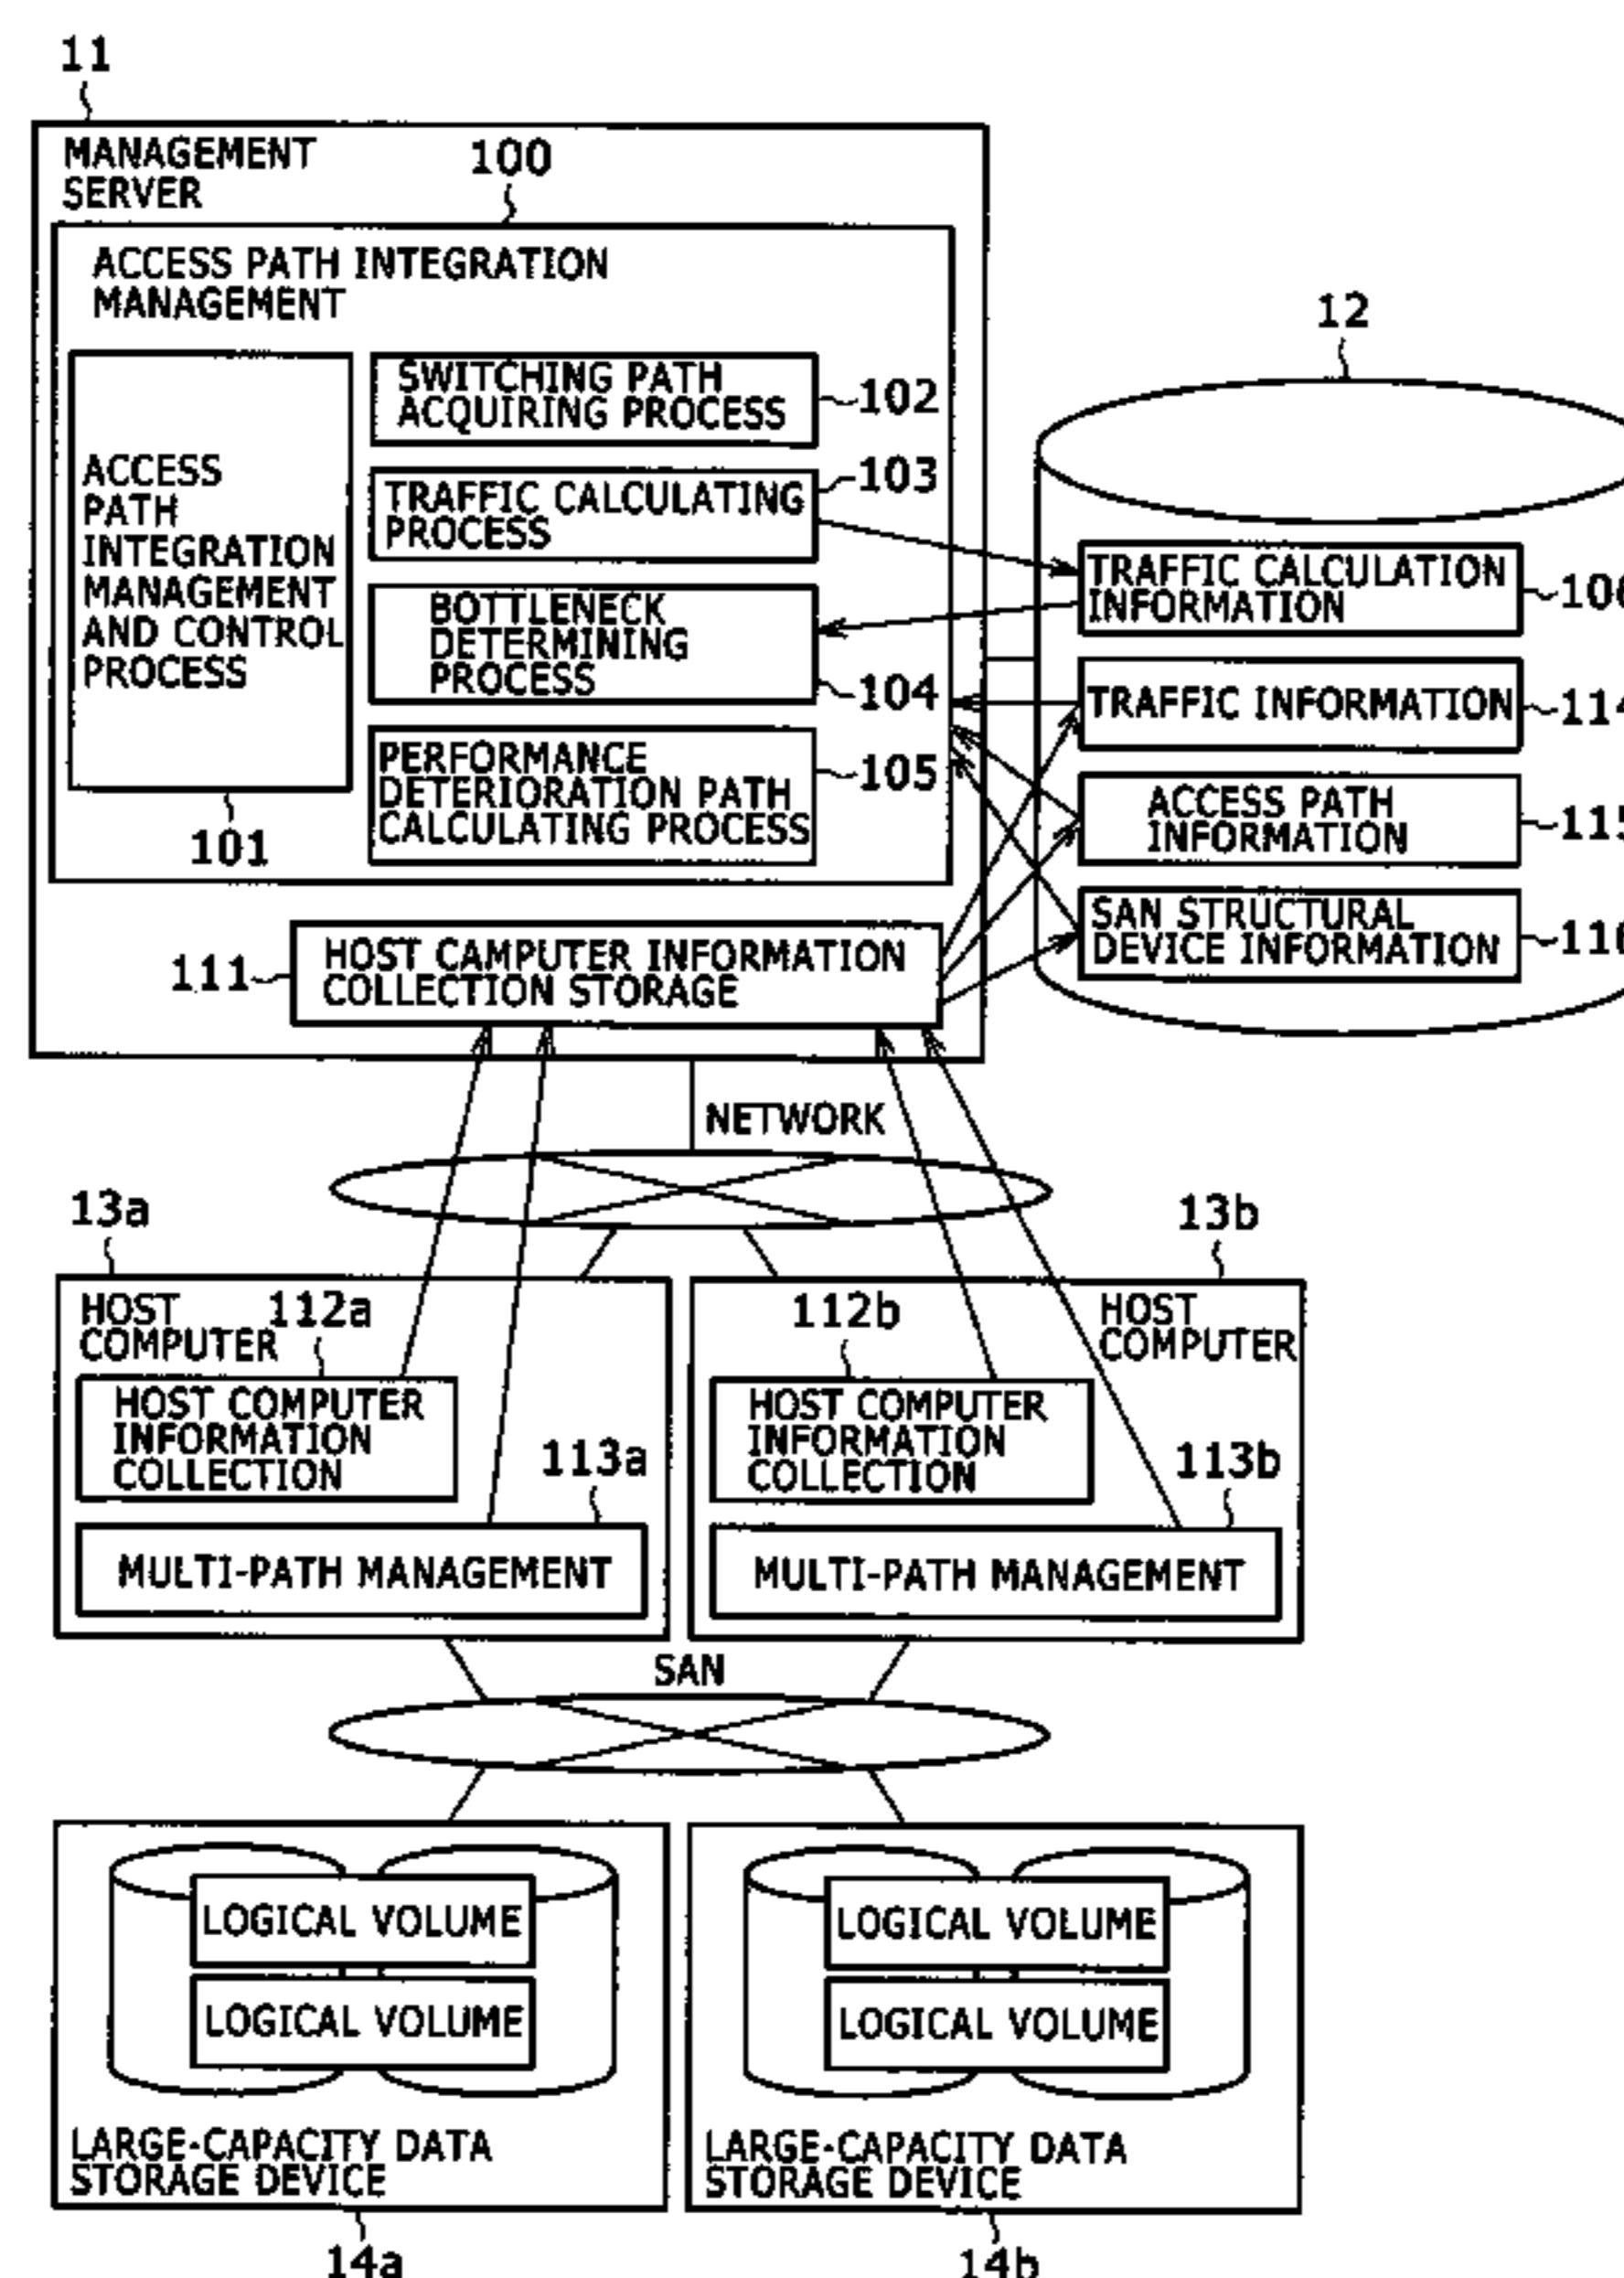 11
MANAGEMENT
SERVER
100
ACCESS PATH INTEGRATION
MANAGEMENT
12
SWITCHING PATH
ACQUIRING PROCESS
102
ACCESS
PATH
INTEGRATION
MANAGEMENT
AND CONTROL
PROCESS
101
TRAFFIC CALCULATING
PROCESS
103
BOTTLENECK
DETERMINING
PROCESS
104
PERFORMANCE
DETERIORATION PATH
CALCULATING PROCESS
105
TRAFFIC CALCULATION
INFORMATION
TRAFFIC INFORMATION
ACCESS PATH
INFORMATION
SAN STRUCTURAL
DEVICE INFORMATION
111
HOST CAMPUTER INFORMATION
COLLECTION STORAGE
NETWORK
13a
HOST
COMPUTER
112a
HOST COMPUTER
INFORMATION
COLLECTION
113a
MULTI-PATH MANAGEMENT
13b
HOST
COMPUTER
112b
HOST COMPUTER
INFORMATION
COLLECTION
113b
MULTI-PATH MANAGEMENT
SAN
LOGICAL VOLUME
LOGICAL VOLUME
LARGE-CAPACITY DATA
STORAGE DEVICE
14a
LOGICAL VOLUME
LOGICAL VOLUME
LARGE-CAPACITY DATA
STORAGE DEVICE
14b